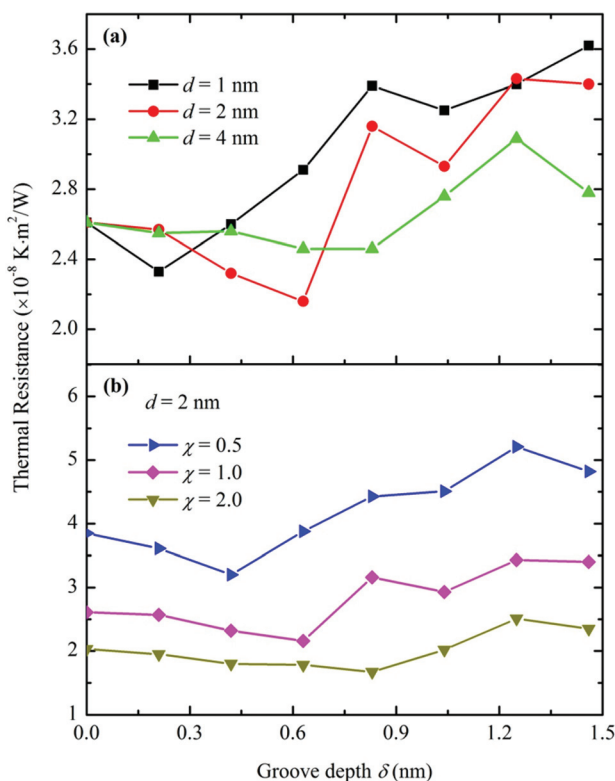 (a)
d = 1 nm
d = 2 nm
d = 4 nm
3.6
3.2
2.8
2.4
2.0
Thermal Resistance (×10⁻⁸ K·m²/W)
(b)
d = 2 nm
χ = 0.5
χ = 1.0
χ = 2.0
6
5
4
3
2
1
0.0 0.3 0.6 0.9 1.2 1.5
Groove depth δ (nm)